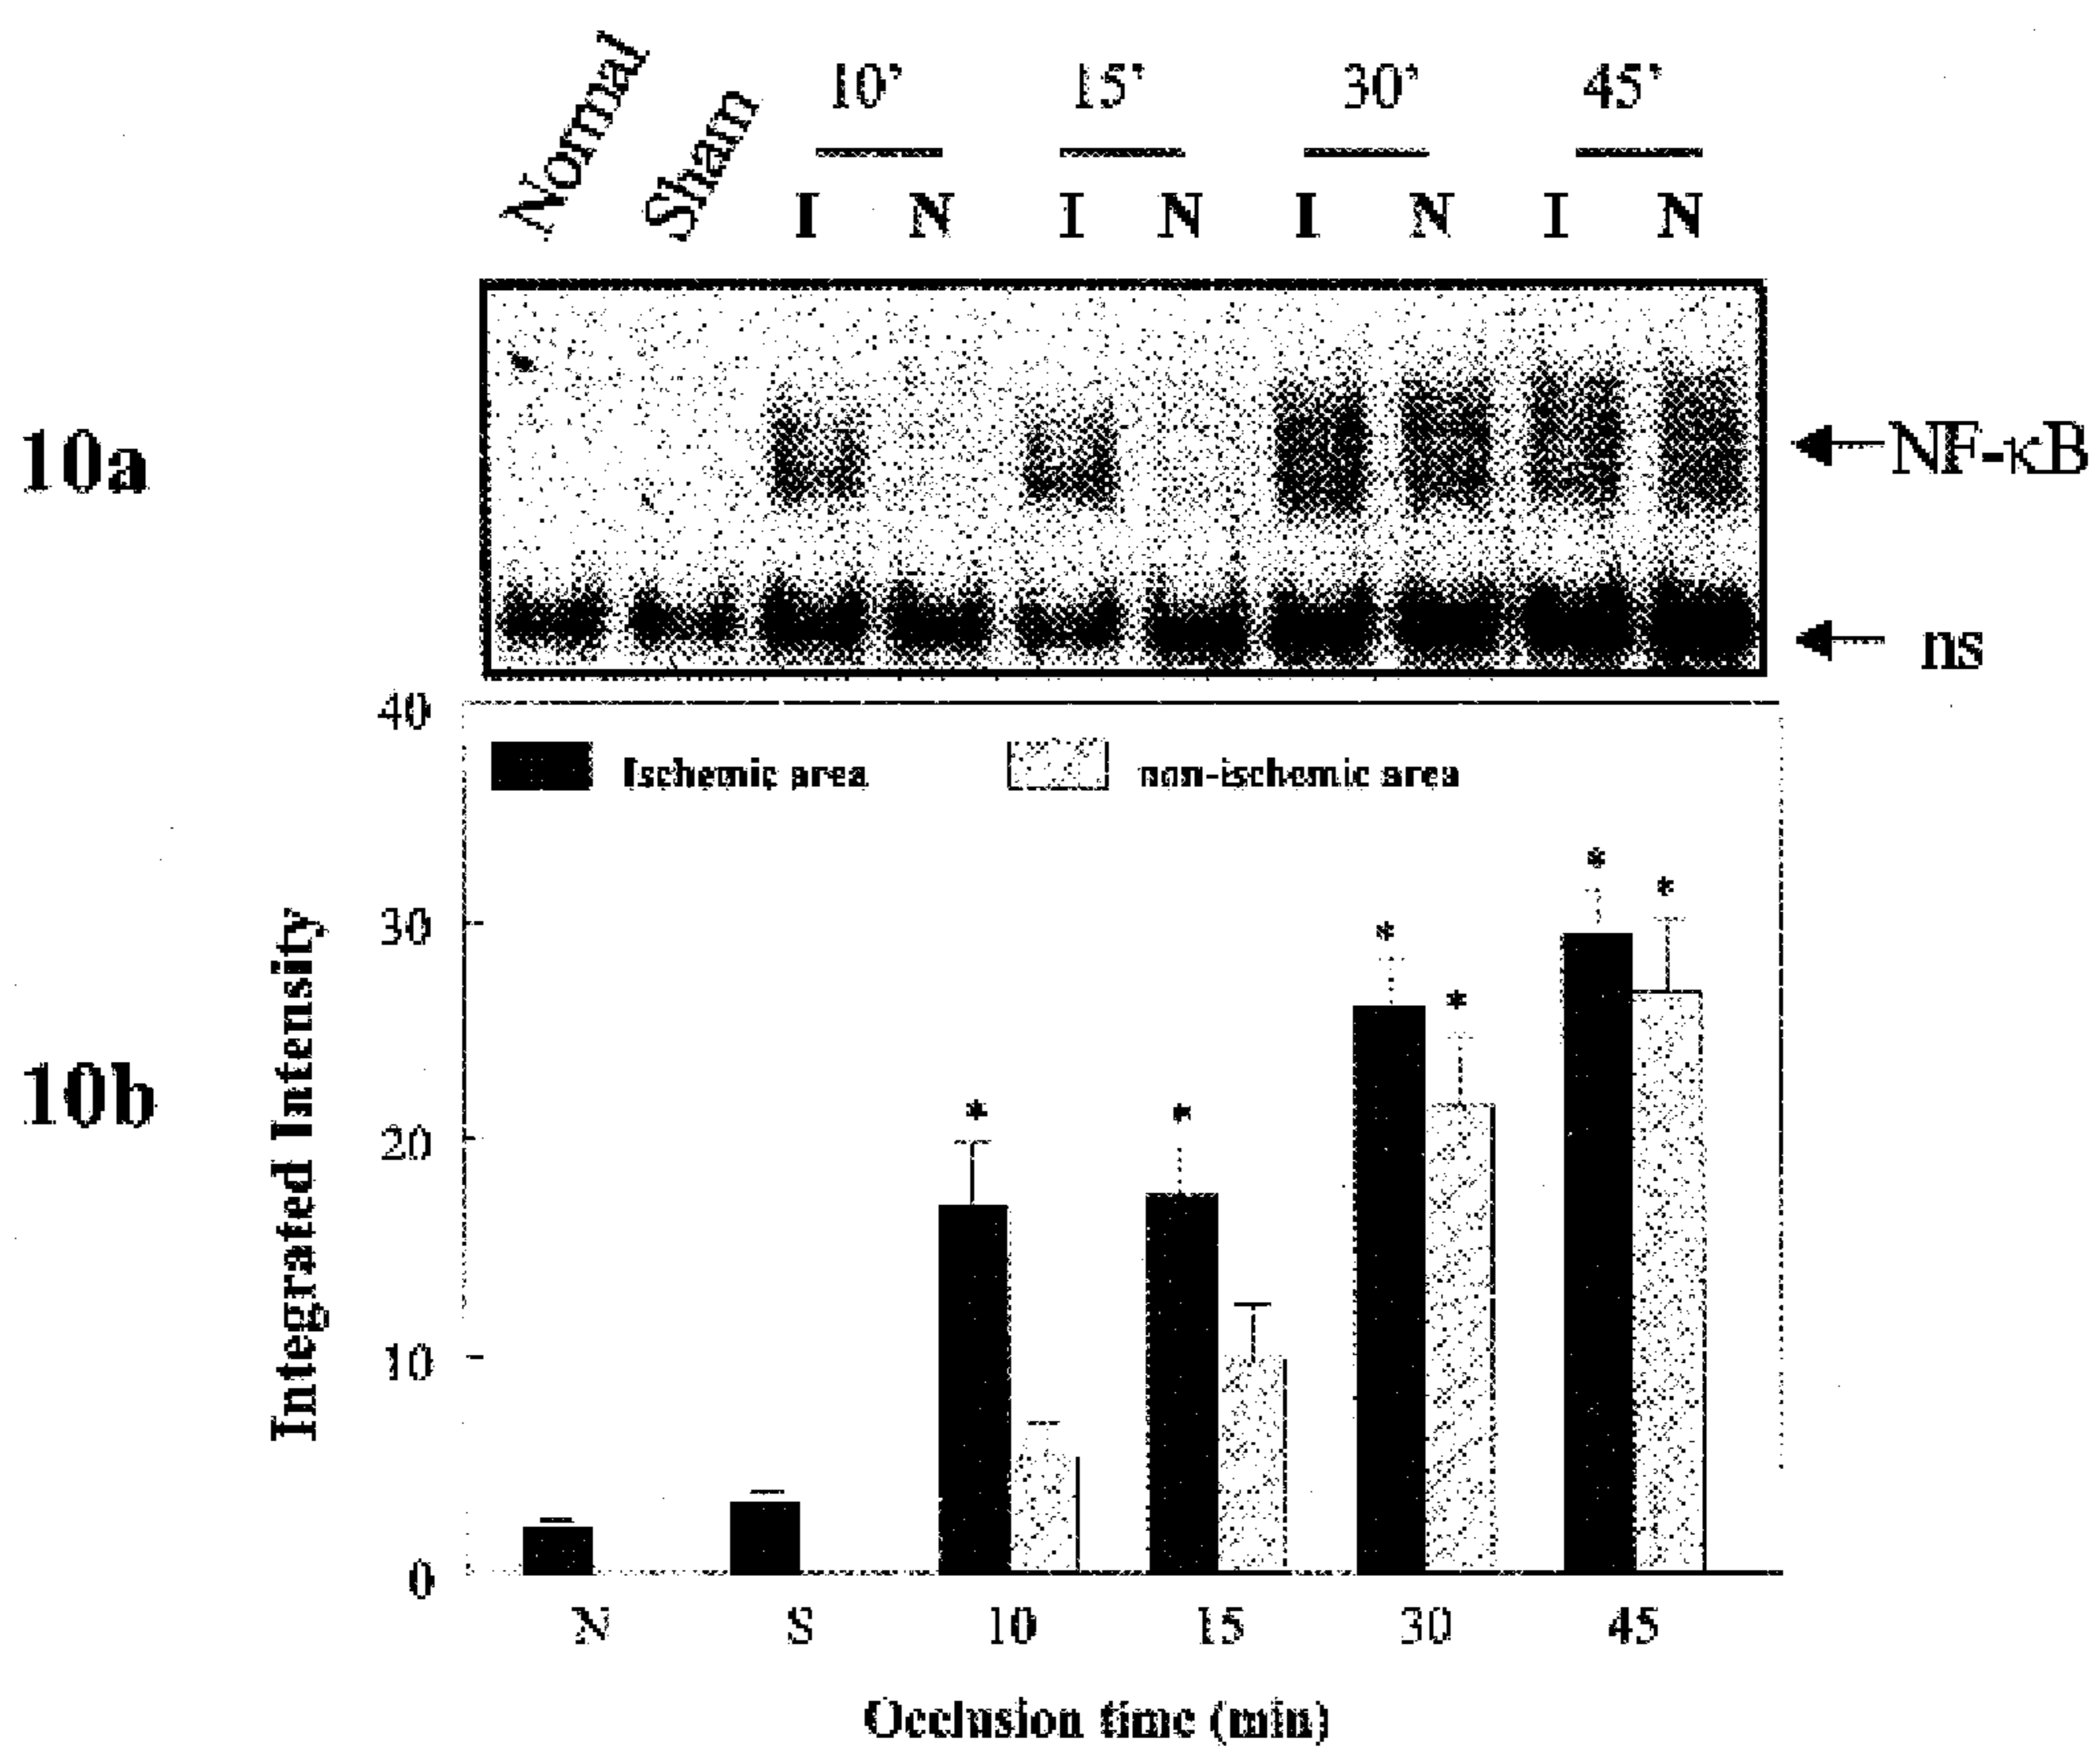 Normal Sham 10' 15' 30' 45'
I N I N I N I N
10a
NF-κB
ns
40
Ischemic area non-ischemic area
* *
30 * *
Integrated Intensity
10b
20 * *
10
0
N S 10 15 30 45
Occlusion time (min)